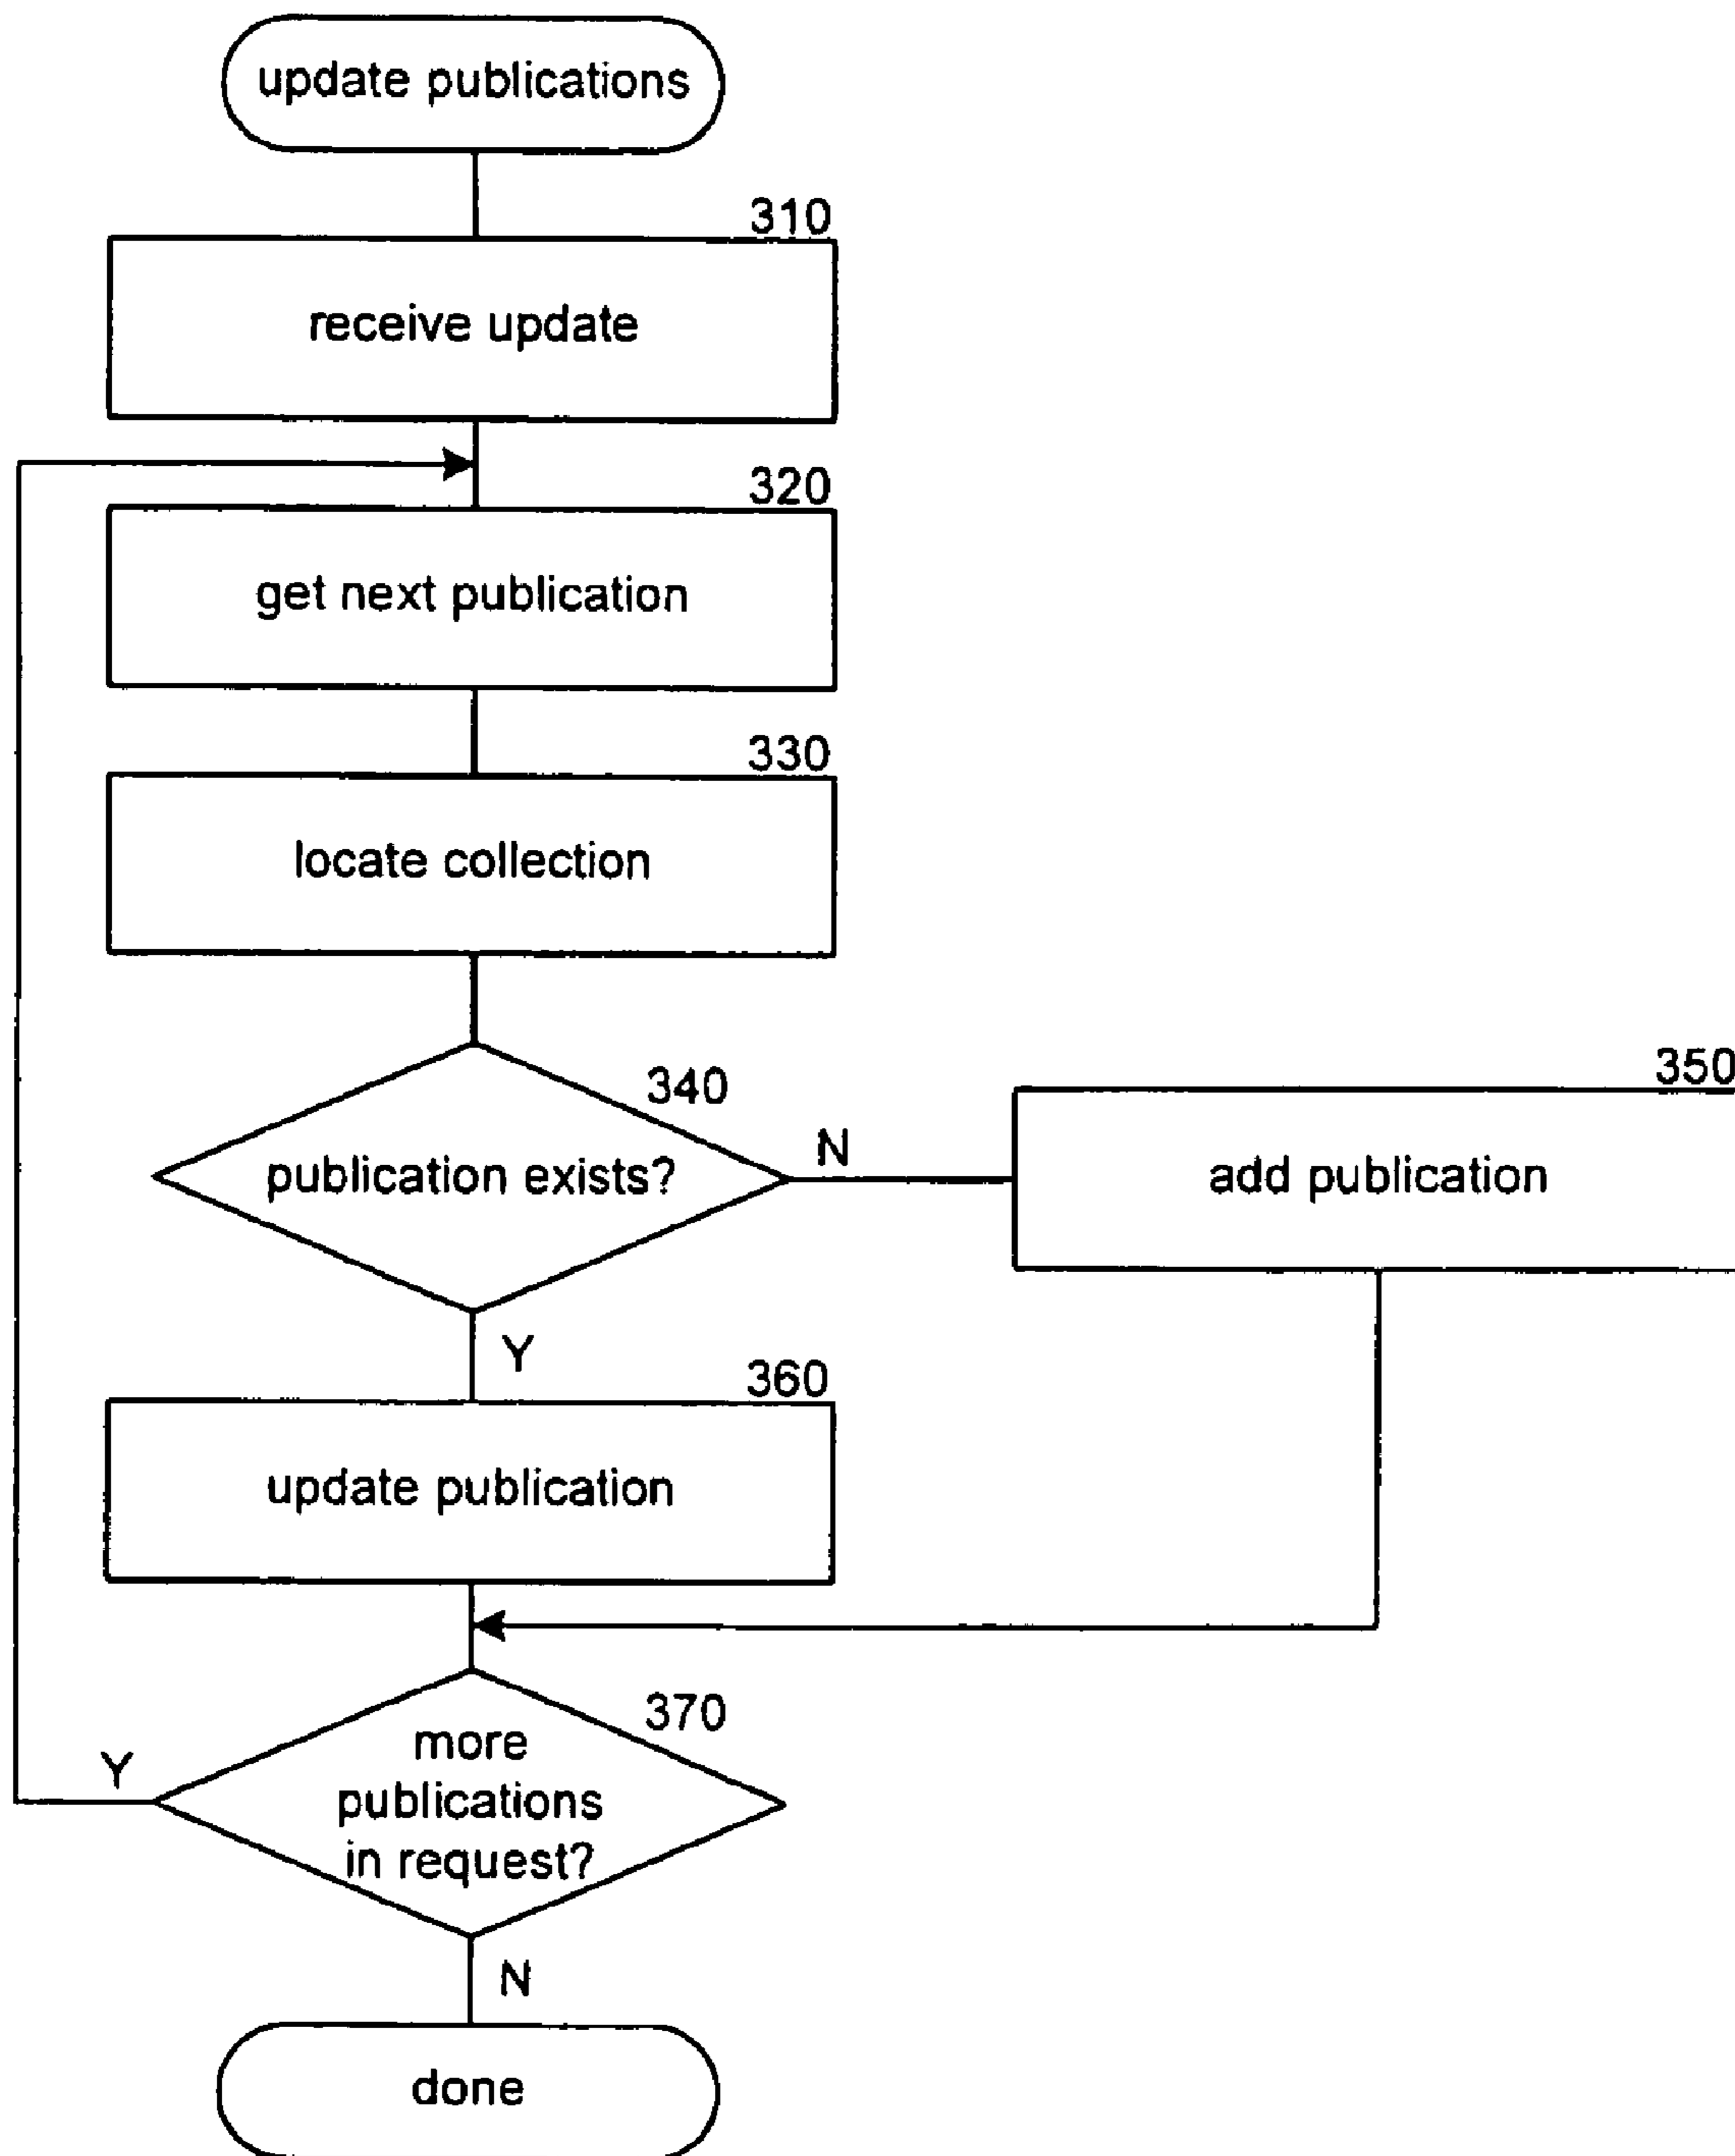 update publications
310
receive update
320
get next publication
330
locate collection
340
publication exists?
N
350
add publication
Y
360
update publication
370
more
publications
in request?
Y
N
done